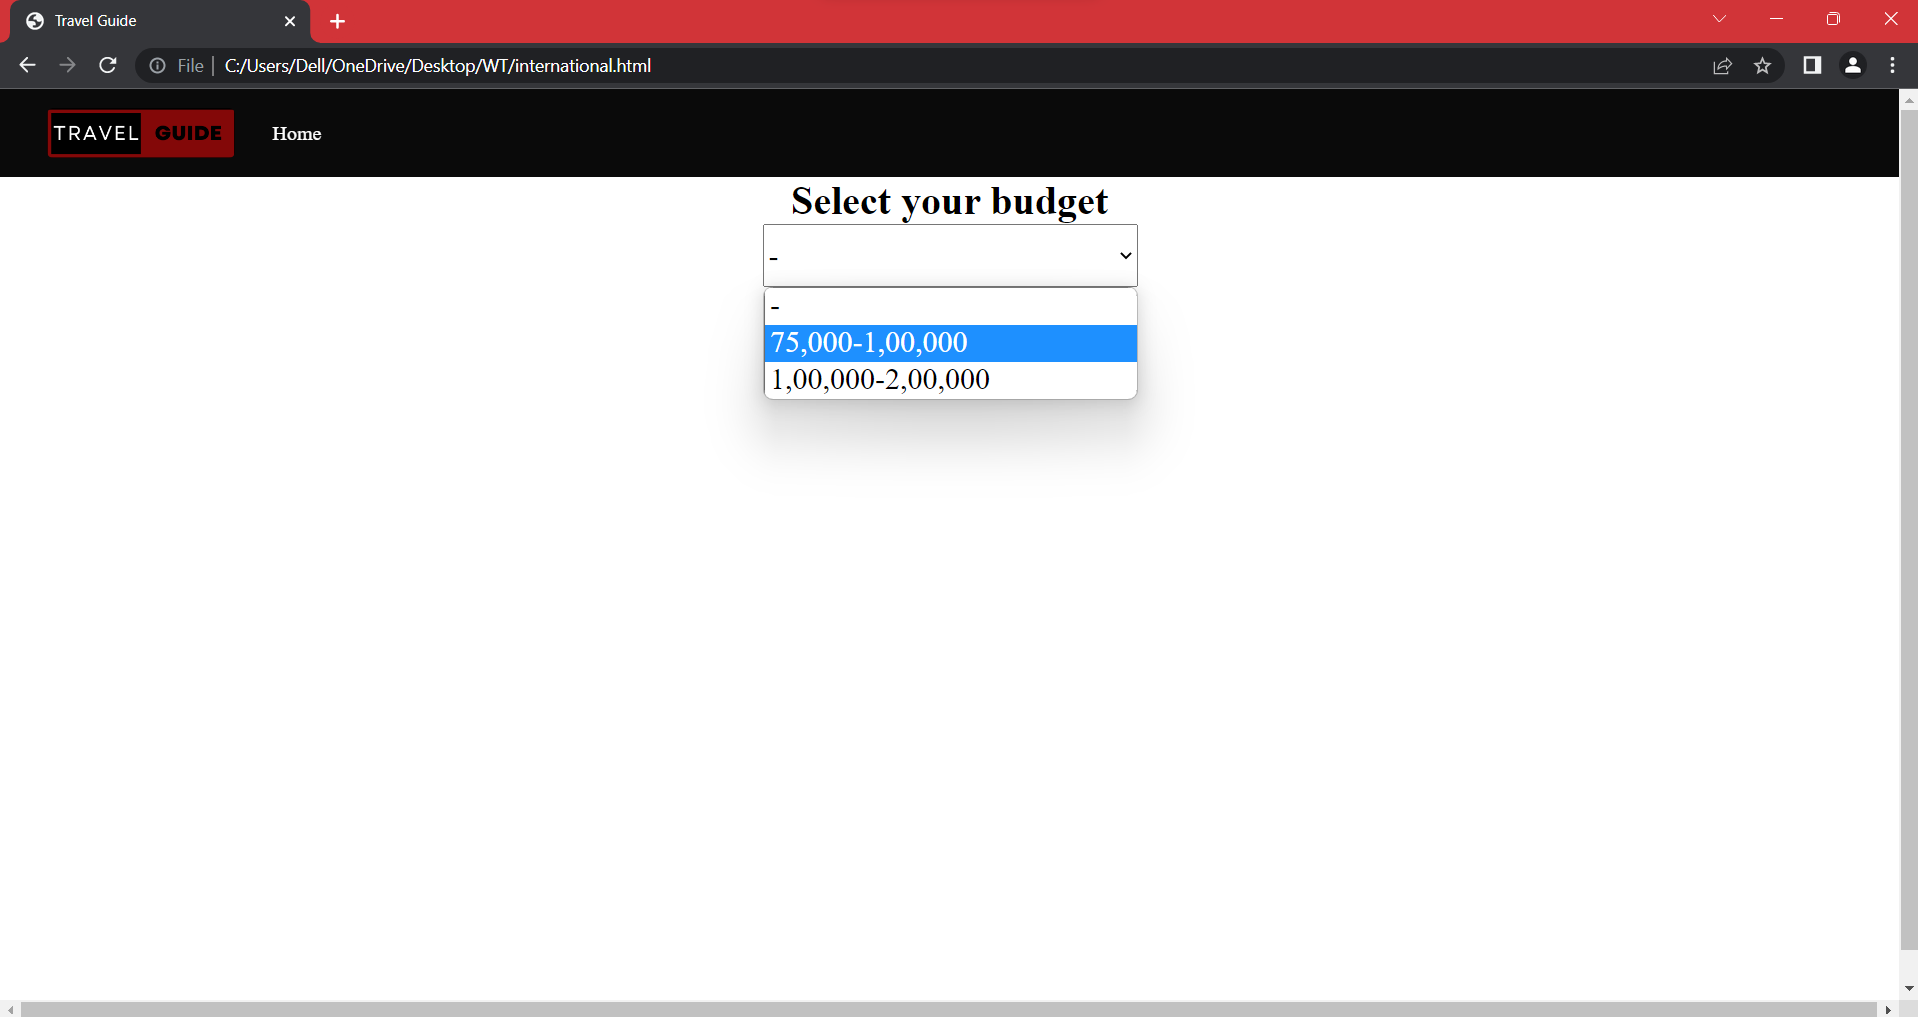 Travel Guide
File | C:/Users/Dell/OneDrive/Desktop/WT/international.html
TRAVEL GUIDE Home
Select your budget
-
-
75,000-1,00,000
1,00,000-2,00,000